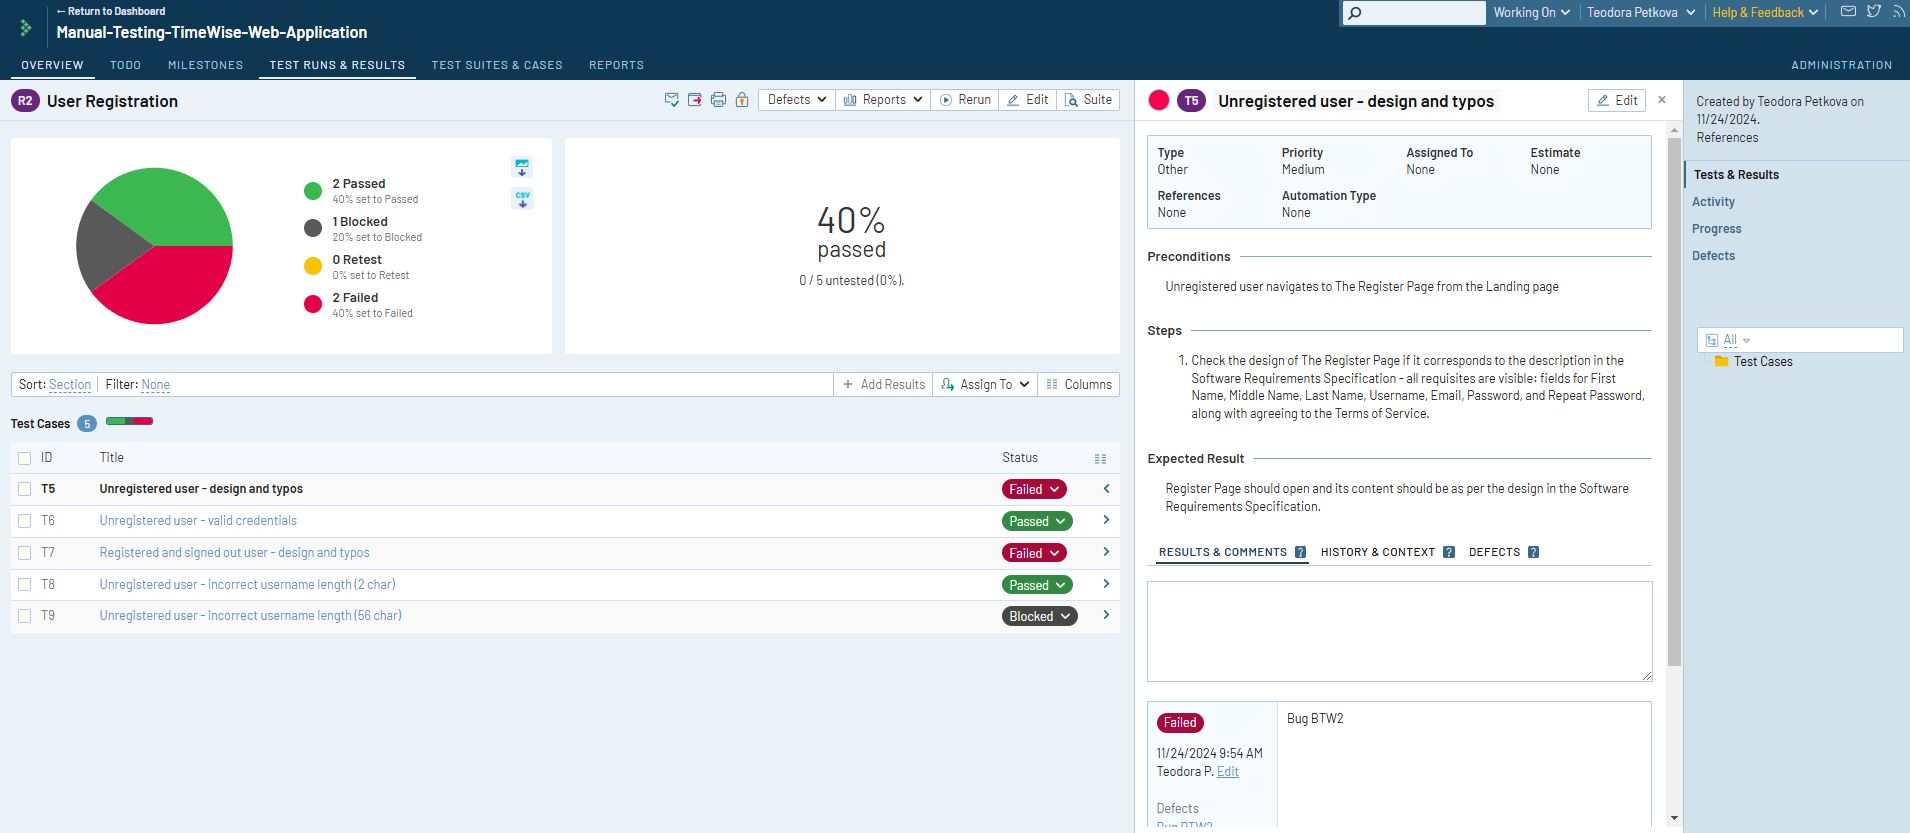 ← Return to Dashboard
Manual-Testing-TimeWise-Web-Application
Working On
Teodora Petkova
Help & Feedback
OVERVIEW
TODO
MILESTONES
TEST RUNS & RESULTS
TEST SUITES & CASES
REPORTS
ADMINISTRATION
R2 User Registration
Defects
Reports
Rerun
Edit
Suite
2 Passed
40% set to Passed
1 Blocked
20% set to Blocked
0 Retest
0% set to Retest
2 Failed
40% set to Failed
CSV
40%
passed
0 / 5 untested (0%).
Sort: Section Filter: None
+ Add Results
Assign To
Columns
Test Cases 5
ID Title Status
T5 Unregistered user - design and typos Failed
T6 Unregistered user - valid credentials Passed
T7 Registered and signed out user - design and typos Failed
T8 Unregistered user - incorrect username length (2 char) Passed
T9 Unregistered user - incorrect username length (56 char) Blocked
T5 Unregistered user - design and typos
Edit
×
Type Priority Assigned To Estimate
Other Medium None None
References Automation Type
None None
Preconditions
Unregistered user navigates to The Register Page from the Landing page
Steps
1. Check the design of The Register Page if it corresponds to the description in the
Software Requirements Specification - all requisites are visible: fields for First
Name, Middle Name, Last Name, Username, Email, Password, and Repeat Password,
along with agreeing to the Terms of Service.
Expected Result
Register Page should open and its content should be as per the design in the Software
Requirements Specification.
RESULTS & COMMENTS ? HISTORY & CONTEXT ? DEFECTS ?
Failed
Bug BTW2
11/24/2024 9:54 AM
Teodora P. Edit
Defects
Bug BTW2
Created by Teodora Petkova on
11/24/2024.
References
Tests & Results
Activity
Progress
Defects
All
Test Cases